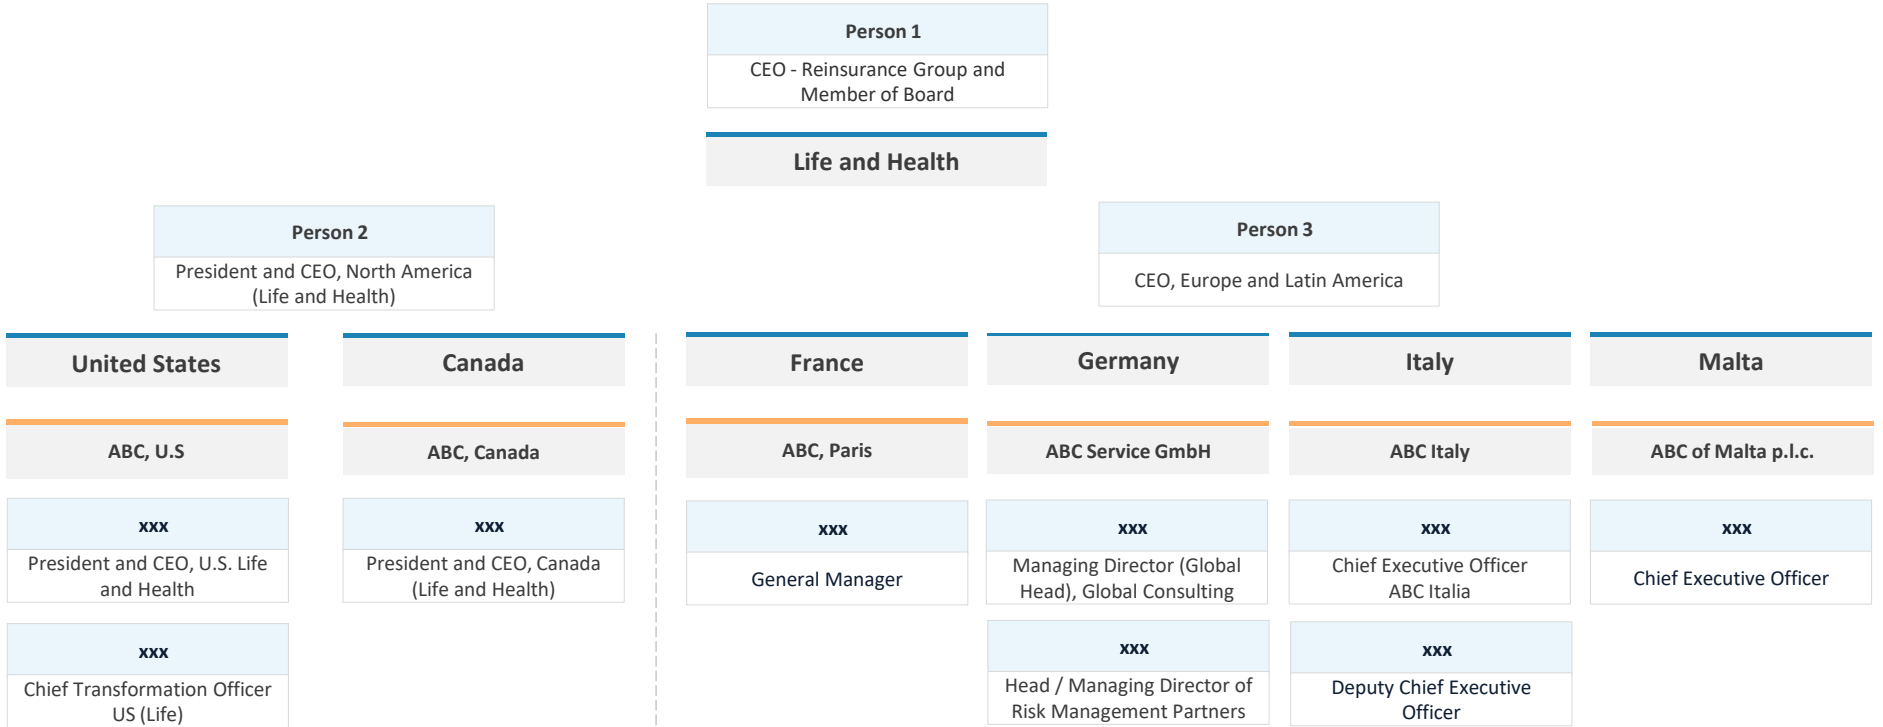 Person 1
CEO - Reinsurance Group and
Member of Board
Life and Health
Person 2
President and CEO, North America
(Life and Health)
Person 3
CEO, Europe and Latin America
United States
Canada
France
Germany
Italy
Malta
ABC, U.S
ABC, Canada
ABC, Paris
ABC Service GmbH
ABC Italy
ABC of Malta p.l.c.
xxx
President and CEO, U.S. Life
and Health
xxx
President and CEO, Canada
(Life and Health)
xxx
General Manager
xxx
Managing Director (Global
Head), Global Consulting
xxx
Chief Executive Officer
ABC Italia
xxx
Chief Executive Officer
xxx
Chief Transformation Officer
US (Life)
xxx
Head / Managing Director of
Risk Management Partners
xxx
Deputy Chief Executive
Officer